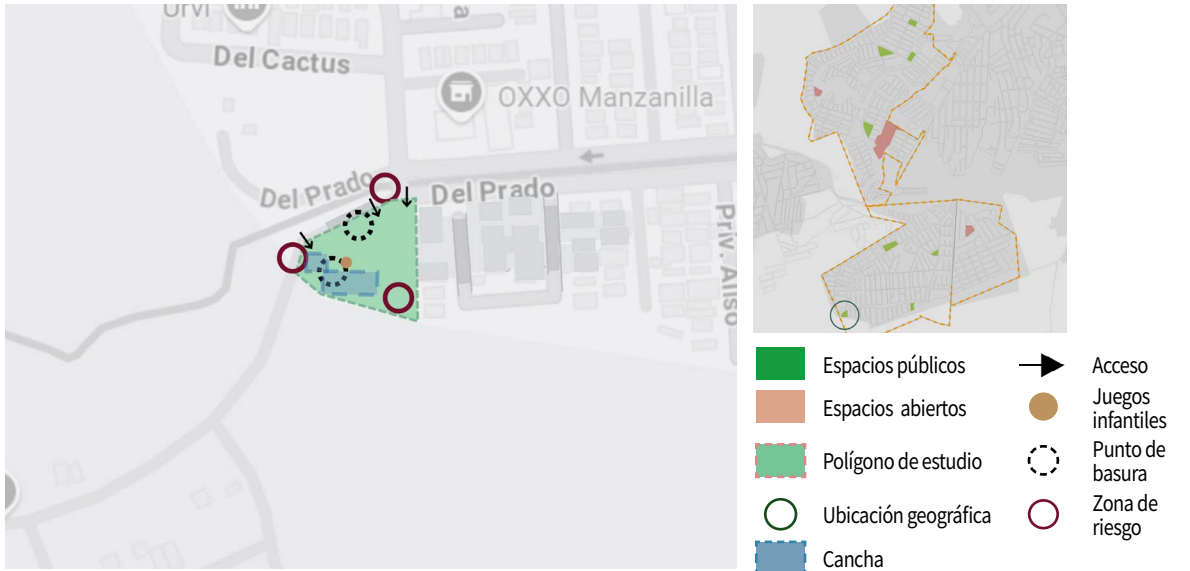 Urvi
Del Cactus
OXXO Manzanilla
Del Prado
Del Prado
Priv. Aliso
Espacios públicos
Espacios abiertos
Polígono de estudio
Ubicación geográfica
Cancha
Acceso
Juegos
infantiles
Punto de
basura
Zona de
riesgo